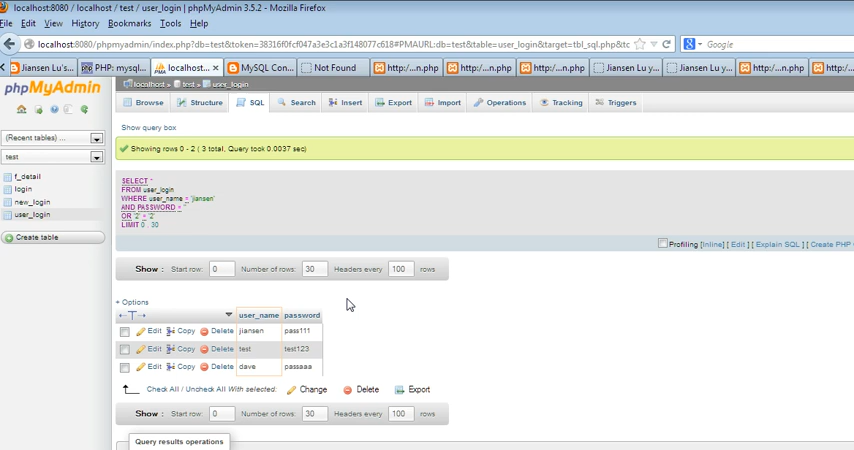 localhost:8080 / localhost / test / user_login | phpMyAdmin 3.5.2 - Mozilla Firefox
File Edit View History Bookmarks Tools Help
localhost:8080/phpmyadmin/index.php?db=test&token=38316f0fcf047a3e3c1a3f148077c618#PMAURL:db=test&table=user_login&target=tbl_sql.php&tc
Google
Jiansen Lu's... PHP: mysql... localhost... MySQL Con... Not Found http:/...n.php http:/...n.php http:/...n.php Jiansen Lu y... Jiansen Lu y... http:/...n.php http:/...n.php
phpMyAdmin
localhost » test » user_login
Browse Structure SQL Search Insert Export Import Operations Tracking Triggers
(Recent tables) ...
test
f_detail
login
new_login
user_login
Create table
Show query box
Showing rows 0 - 2 ( 3 total, Query took 0.0037 sec)
SELECT *
FROM user_login
WHERE user_name = 'jiansen'
AND PASSWORD = ''
OR '2' = '2'
LIMIT 0 , 30
Profiling [Inline] [ Edit ] [ Explain SQL ] [ Create PHP
Show : Start row: 0 Number of rows: 30 Headers every 100 rows
+ Options
←T→ user_name password
Edit Copy Delete jiansen pass111
Edit Copy Delete test test123
Edit Copy Delete dave passaaa
Check All / Uncheck All With selected: Change Delete Export
Show : Start row: 0 Number of rows: 30 Headers every 100 rows
Query results operations